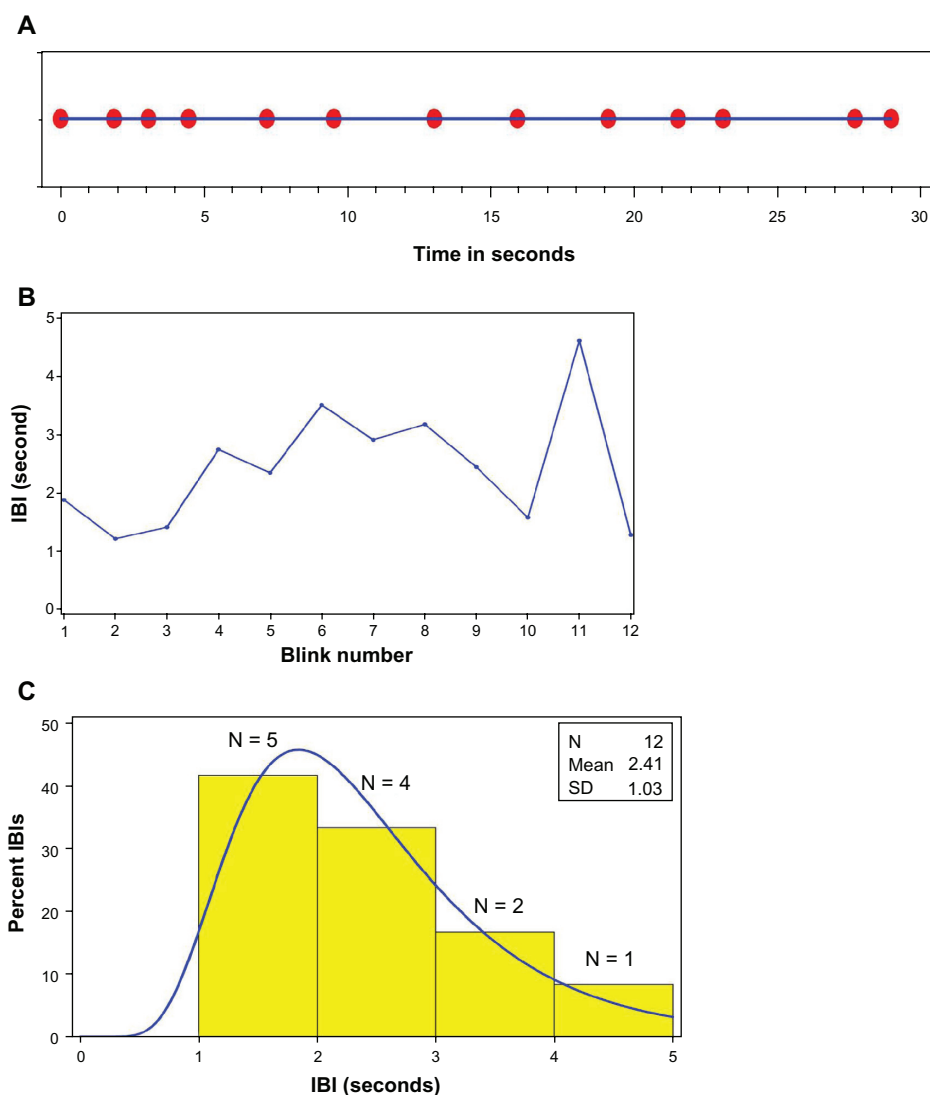 A
0 5 10 15 20 25 30
Time in seconds
B
IBI (second)
5
4
3
2
1
0
1 2 3 4 5 6 7 8 9 10 11 12
Blink number
C
Percent IBIs
50
40
30
20
10
0
N = 5
N = 4
N = 2
N = 1
N 12
Mean 2.41
SD 1.03
0 1 2 3 4 5
IBI (seconds)